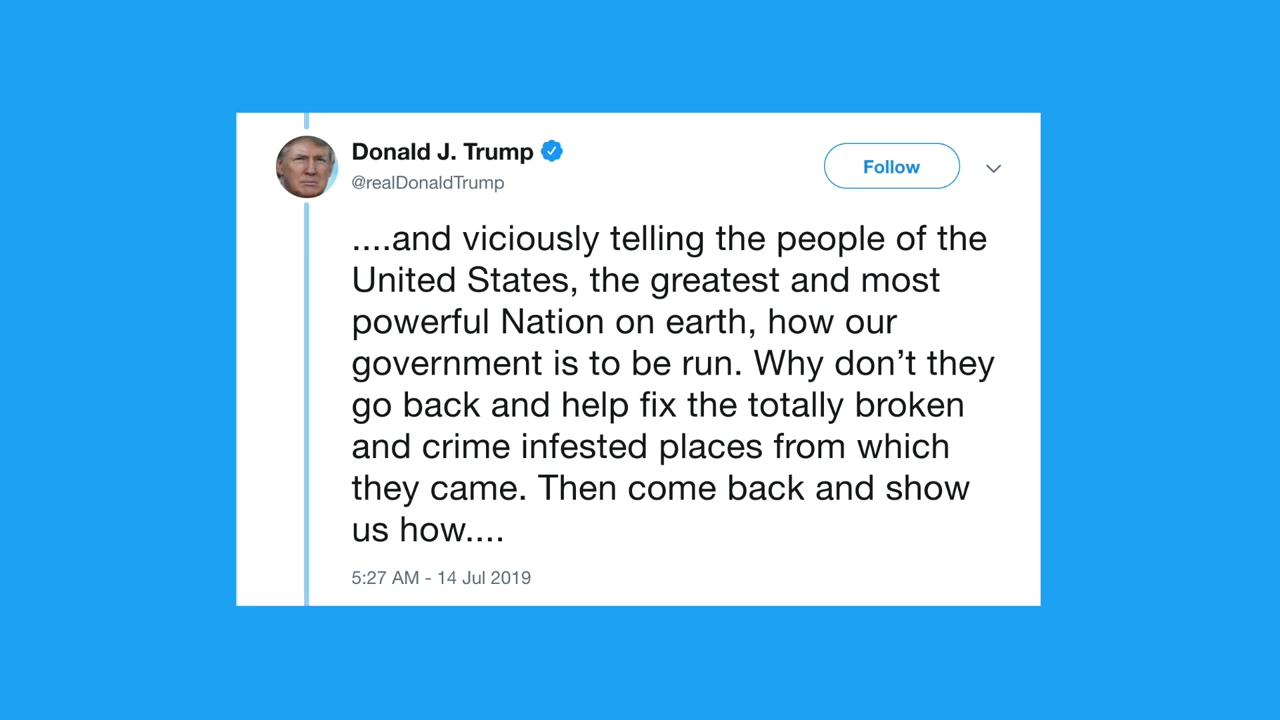 Donald J. Trump
@realDonaldTrump
Follow
....and viciously telling the people of the
United States, the greatest and most
powerful Nation on earth, how our
government is to be run. Why don’t they
go back and help fix the totally broken
and crime infested places from which
they came. Then come back and show
us how....
5:27 AM - 14 Jul 2019